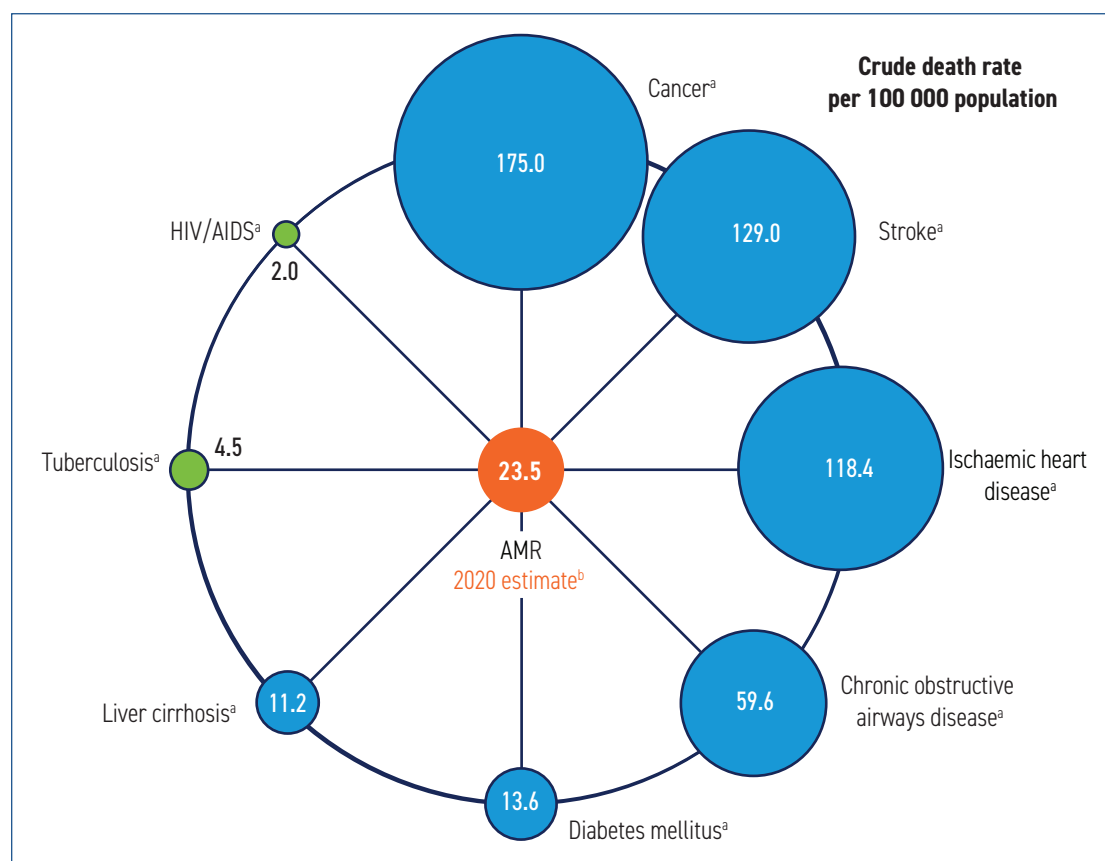 Crude death rate
per 100 000 population
Cancerᵃ
175.0
Strokeᵃ
129.0
Ischaemic heart
diseaseᵃ
118.4
Chronic obstructive
airways diseaseᵃ
59.6
Diabetes mellitusᵃ
13.6
Liver cirrhosisᵃ
11.2
Tuberculosisᵃ
4.5
HIV/AIDSᵃ
2.0
23.5
AMR
2020 estimateᵇ